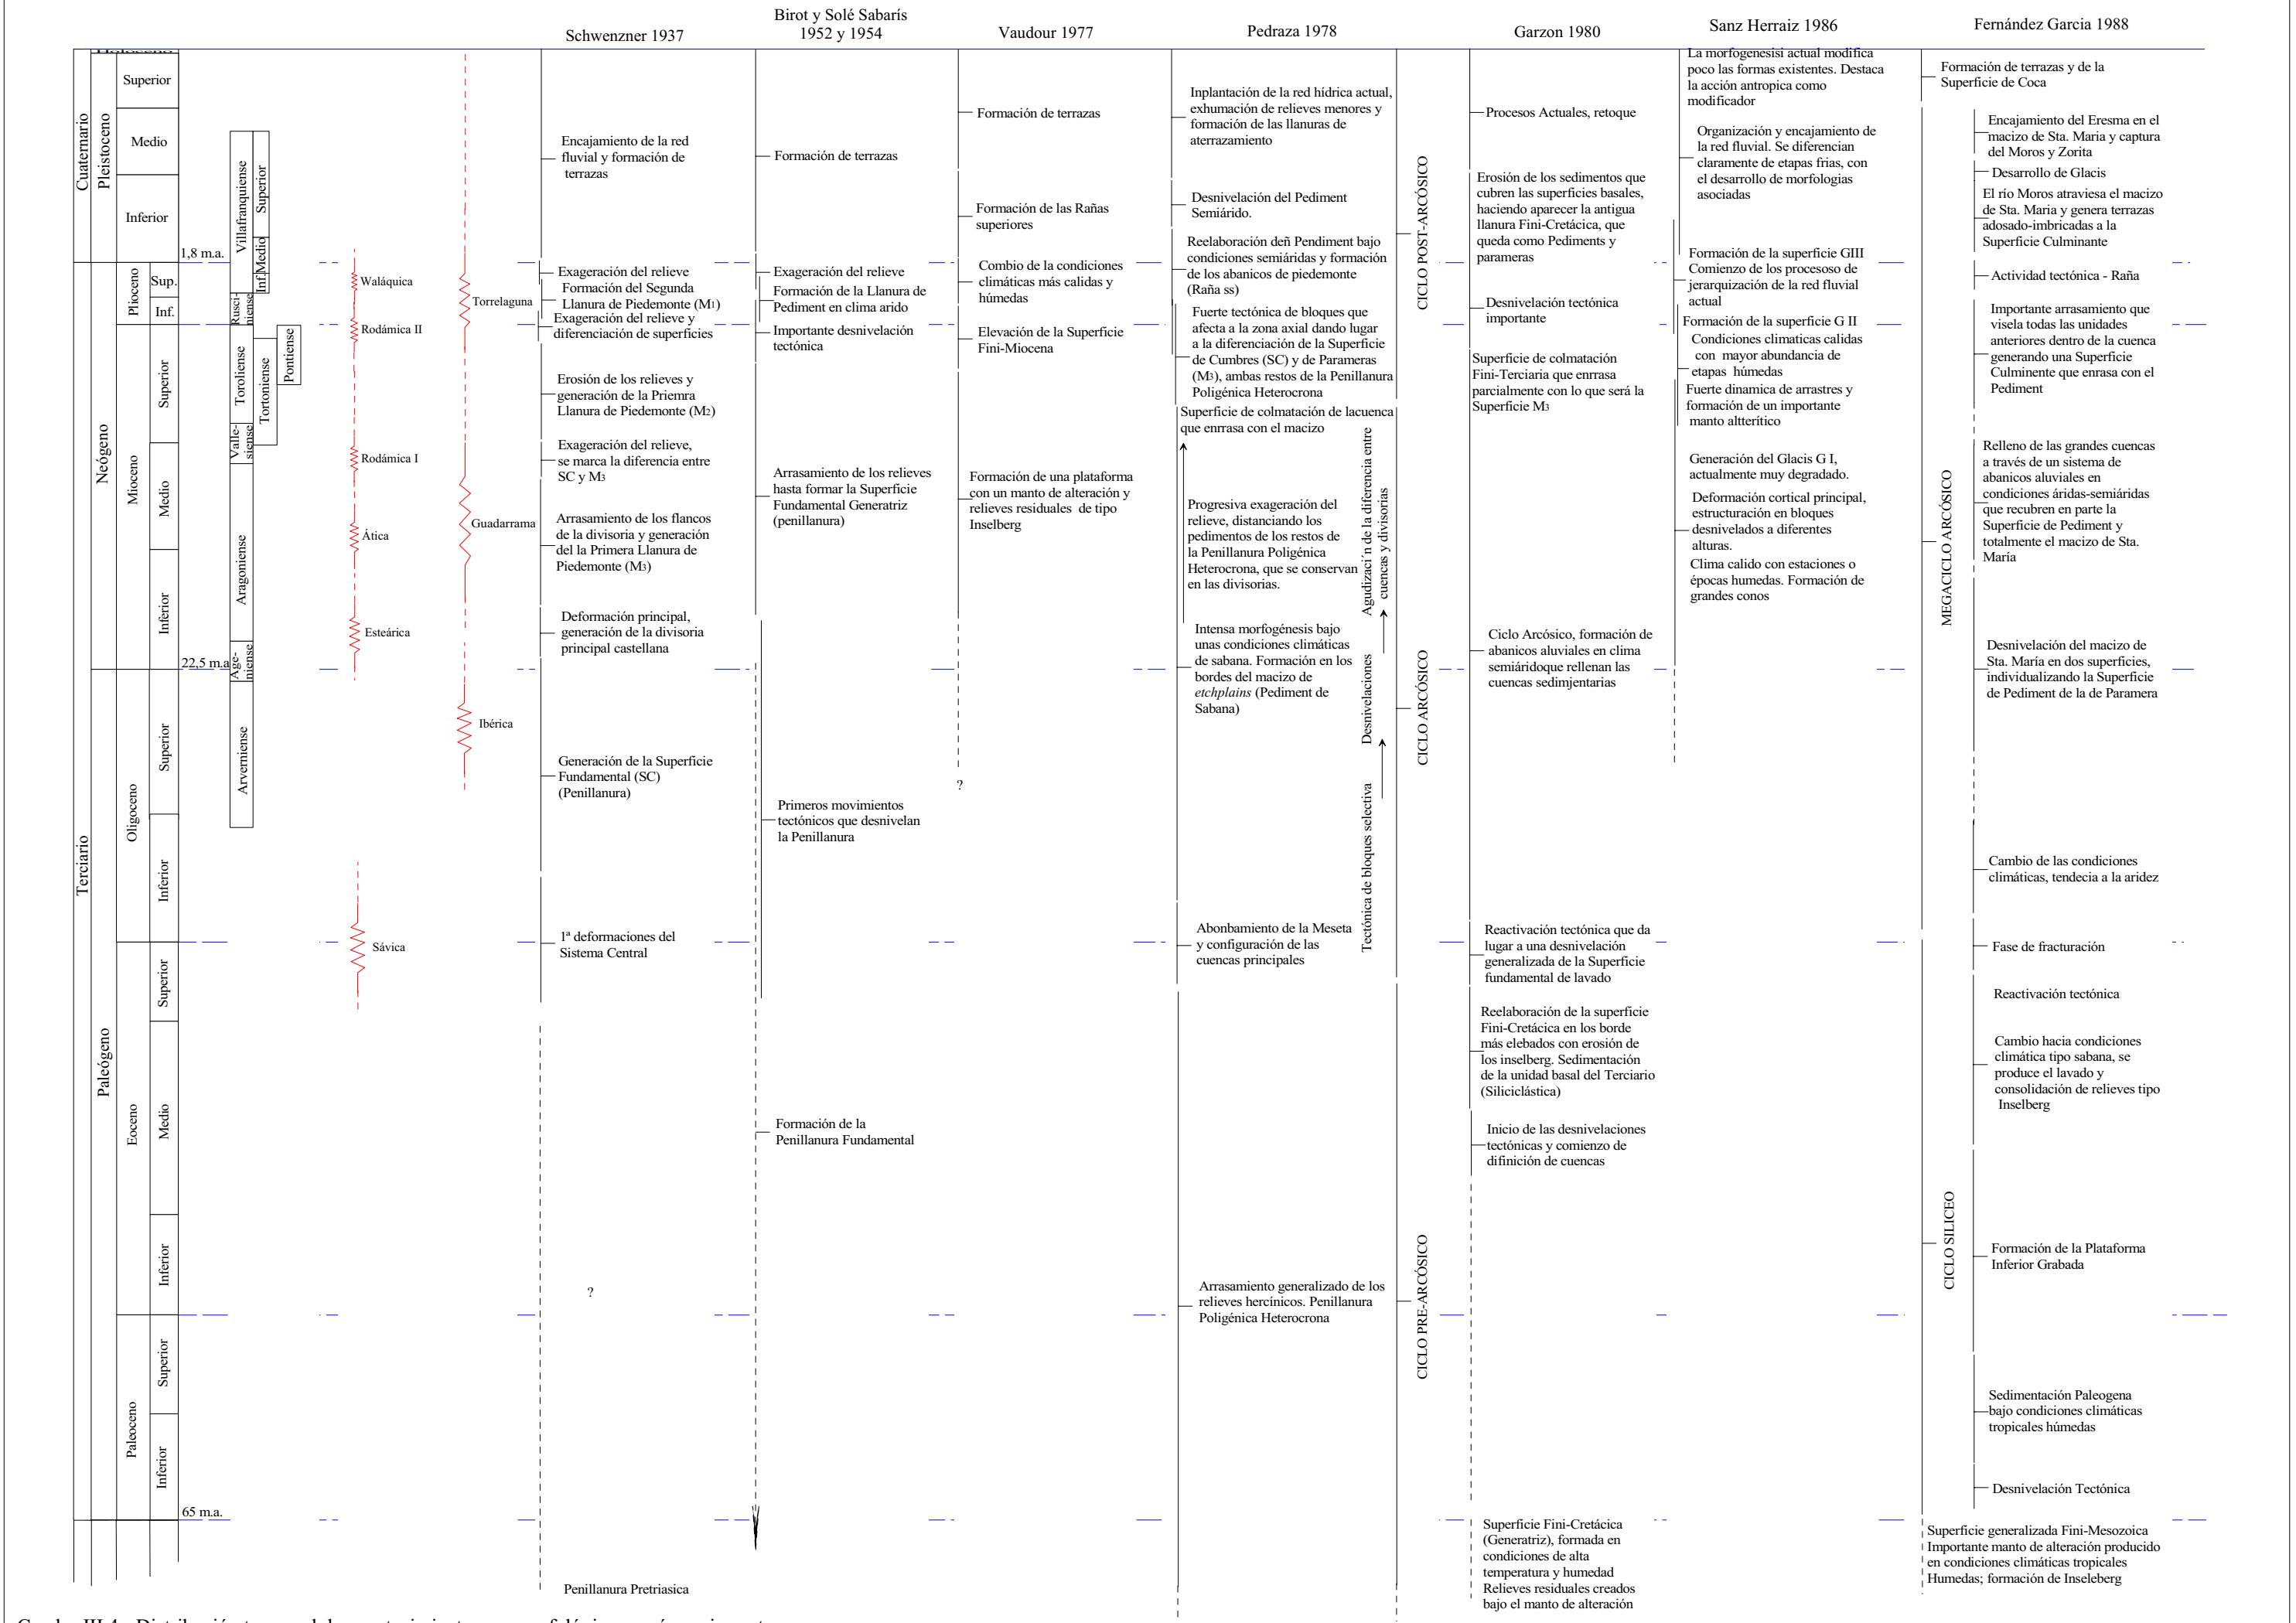 Schwenzner 1937
Birot y Solé Sabarís
1952 y 1954
Vaudour 1977
Pedraza 1978
Garzon 1980
Sanz Herraiz 1986
Fernández Garcia 1988
Cuaternario
Terciario
Pleistoceno
Neógeno
Paleógeno
Superior
Medio
Inferior
Plioceno
Sup.
Inf.
Mioceno
Superior
Medio
Inferior
Oligoceno
Superior
Inferior
Eoceno
Superior
Medio
Inferior
Paleoceno
Superior
Inferior
1,8 m.a.
22,5 m.a
65 m.a.
Villafranquiense
Superior
Medio
Inf.
Rusci-
niense
Toroliense
Tortoniense
Pontiense
Valle-
siense
Aragoniense
Age-
niense
Arverniense
Waláquica
Rodámica II
Rodámica I
Ática
Esteárica
Sávica
Torrelaguna
Guadarrama
Ibérica
Encajamiento de la red
fluvial y formación de
terrazas
Exageración del relieve
Formación del Segunda
Llanura de Piedemonte (M1)
Exageración del relieve y
diferenciación de superficies
Erosión de los relieves y
generación de la Priemra
Llanura de Piedemonte (M2)
Exageración del relieve,
se marca la diferencia entre
SC y M3
Arrasamiento de los flancos
de la divisoria y generación
del la Primera Llanura de
Piedemonte (M3)
Deformación principal,
generación de la divisoria
principal castellana
Generación de la Superficie
Fundamental (SC)
(Penillanura)
1ª deformaciones del
Sistema Central
?
Penillanura Pretriasica
Formación de terrazas
Exageración del relieve
Formación de la Llanura de
Pediment en clima arido
Importante desnivelación
tectónica
Arrasamiento de los relieves
hasta formar la Superfície
Fundamental Generatriz
(penillanura)
Primeros movimientos
tectónicos que desnivelan
la Penillanura
Formación de la
Penillanura Fundamental
Formación de terrazas
Formación de las Rañas
superiores
Combio de la condiciones
climáticas más calidas y
húmedas
Elevación de la Superficie
Fini-Miocena
Formación de una plataforma
con un manto de alteración y
relieves residuales de tipo
Inselberg
?
Inplantación de la red hídrica actual,
exhumación de relieves menores y
formación de las llanuras de
aterrazamiento
Desnivelación del Pediment
Semiárido.
Reelaboración deñ Pendiment bajo
condiciones semiáridas y formación
de los abanicos de piedemonte
(Raña ss)
Fuerte tectónica de bloques que
afecta a la zona axial dando lugar
a la diferenciación de la Superficie
de Cumbres (SC) y de Parameras
(M3), ambas restos de la Penillanura
Poligénica Heterocrona
Superficie de colmatación de lacuenca
que enrrasa con el macizo
Progresiva exageración del
relieve, distanciando los
pedimentos de los restos de
la Penillanura Poligénica
Heterocrona, que se conservan
en las divisorias.
Intensa morfogénesis bajo
unas condiciones climáticas
de sabana. Formación en los
bordes del macizo de
etchplains (Pediment de
Sabana)
Abonbamiento de la Meseta
y configuración de las
cuencas principales
Arrasamiento generalizado de los
relieves hercínicos. Penillanura
Poligénica Heterocrona
Agudizaci´n de la diferencia entre
cuencas y divisorias
Desnivelaciones
Tectónica de bloques selectiva
CICLO POST-ARCÓSICO
CICLO ARCÓSICO
CICLO PRE-ARCÓSICO
Procesos Actuales, retoque
Erosión de los sedimentos que
cubren las superficies basales,
haciendo aparecer la antigua
llanura Fini-Cretácica, que
queda como Pediments y
parameras
Desnivelación tectónica
importante
Superficie de colmatación
Fini-Terciaria que enrrasa
parcialmente con lo que será la
Superficie M3
Ciclo Arcósico, formación de
abanicos aluviales en clima
semiáridoque rellenan las
cuencas sedimjentarias
Reactivación tectónica que da
lugar a una desnivelación
generalizada de la Superficie
fundamental de lavado
Reelaboración de la superficie
Fini-Cretácica en los borde
más elebados con erosión de
los inselberg. Sedimentación
de la unidad basal del Terciario
(Siliciclástica)
Inicio de las desnivelaciones
tectónicas y comienzo de
difinición de cuencas
Superficie Fini-Cretácica
(Generatriz), formada en
condiciones de alta
temperatura y humedad
Relieves residuales creados
bajo el manto de alteración
La morfogenesisi actual modifica
poco las formas existentes. Destaca
la acción antropica como
modificador
Organización y encajamiento de
la red fluvial. Se diferencian
claramente de etapas frias, con
el desarrollo de morfologias
asociadas
Formación de la superficie GIII
Comienzo de los procesoso de
jerarquización de la red fluvial
actual
Formación de la superficie G II
Condiciones climaticas calidas
con mayor abundancia de
etapas húmedas
Fuerte dinamica de arrastres y
formación de un importante
manto altterítico
Generación del Glacis G I,
actualmente muy degradado.
Deformación cortical principal,
estructuración en bloques
desnivelados a diferentes
alturas.
Clima calido con estaciones o
épocas humedas. Formación de
grandes conos
Formación de terrazas y de la
Superficie de Coca
Encajamiento del Eresma en el
macizo de Sta. Maria y captura
del Moros y Zorita
Desarrollo de Glacis
El río Moros atraviesa el macizo
de Sta. Maria y genera terrazas
adosado-imbricadas a la
Superficie Culminante
Actividad tectónica - Raña
Importante arrasamiento que
visela todas las unidades
anteriores dentro de la cuenca
generando una Superficie
Culminente que enrasa con el
Pediment
Relleno de las grandes cuencas
a través de un sistema de
abanicos aluviales en
condiciones áridas-semiáridas
que recubren en parte la
Superficie de Pediment y
totalmente el macizo de Sta.
María
Desnivelación del macizo de
Sta. María en dos superficies,
individualizando la Superficie
de Pediment de la de Paramera
Cambio de las condiciones
climáticas, tendecia a la aridez
Fase de fracturación
Reactivación tectónica
Cambio hacia condiciones
climática tipo sabana, se
produce el lavado y
consolidación de relieves tipo
Inselberg
Formación de la Plataforma
Inferior Grabada
Sedimentación Paleogena
bajo condiciones climáticas
tropicales húmedas
Desnivelación Tectónica
Superficie generalizada Fini-Mesozoica
Importante manto de alteración producido
en condiciones climáticas tropicales
Humedas; formación de Inseleberg
MEGACICLO ARCÓSICO
CICLO SILICEO